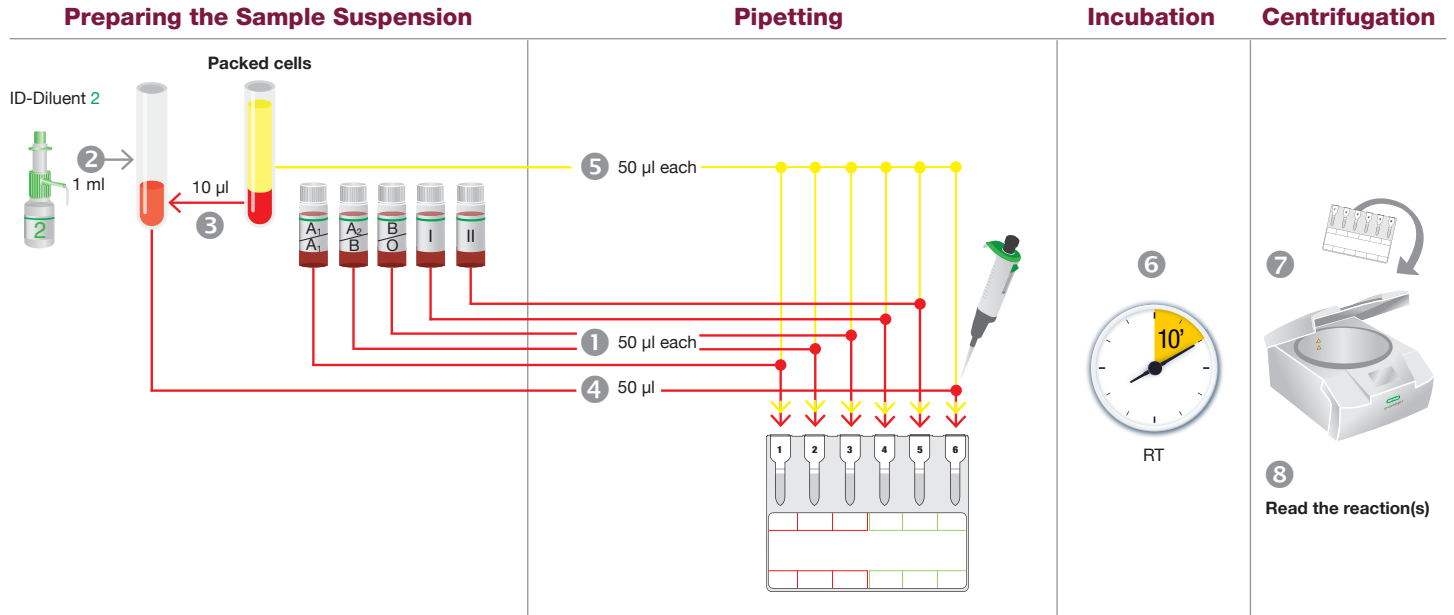 Preparing the Sample Suspension
Pipetting
Incubation
Centrifugation
Packed cells
ID-Diluent 2
2
1 ml
10 µl
3
2
A1
A1
A2
B
B
O
I
II
5 50 µl each
1 50 µl each
4 50 µl
1 2 3 4 5 6
6
10'
RT
7
8
Read the reaction(s)